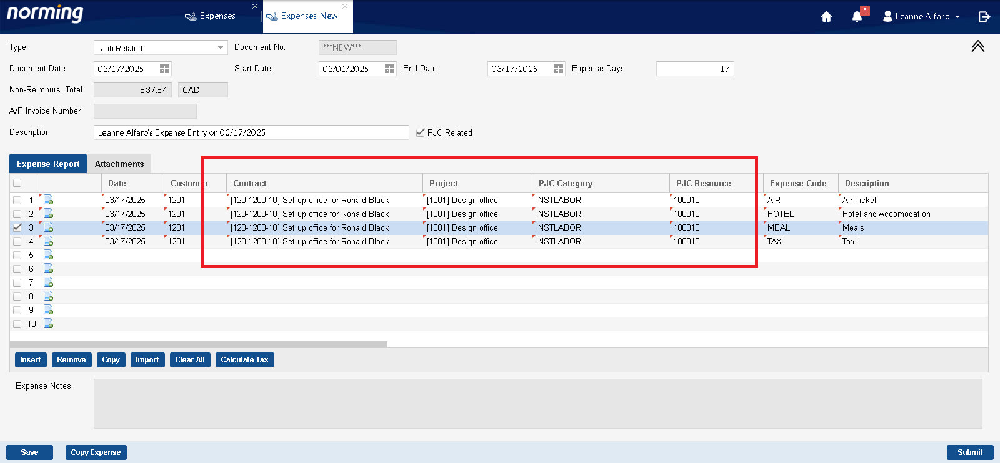 norming
Expenses
Expenses-New
5
Leanne Alfaro
Type Job Related Document No. ***NEW***
Document Date 03/17/2025 Start Date 03/01/2025 End Date 03/17/2025 Expense Days 17
Non-Reimburs. Total 537.54 CAD
A/P Invoice Number
Description Leanne Alfaro's Expense Entry on 03/17/2025 PJC Related
Expense Report Attachments
Date Customer Contract Project PJC Category PJC Resource Expense Code Description
1 03/17/2025 1201 [120-1200-10] Set up office for Ronald Black [1001] Design office INSTLABOR 100010 AIR Air Ticket
2 03/17/2025 1201 [120-1200-10] Set up office for Ronald Black [1001] Design office INSTLABOR 100010 HOTEL Hotel and Accomodation
3 03/17/2025 1201 [120-1200-10] Set up office for Ronald Black [1001] Design office INSTLABOR 100010 MEAL Meals
4 03/17/2025 1201 [120-1200-10] Set up office for Ronald Black [1001] Design office INSTLABOR 100010 TAXI Taxi
5
6
7
8
9
10
Insert Remove Copy Import Clear All Calculate Tax
Expense Notes
Save Copy Expense Submit